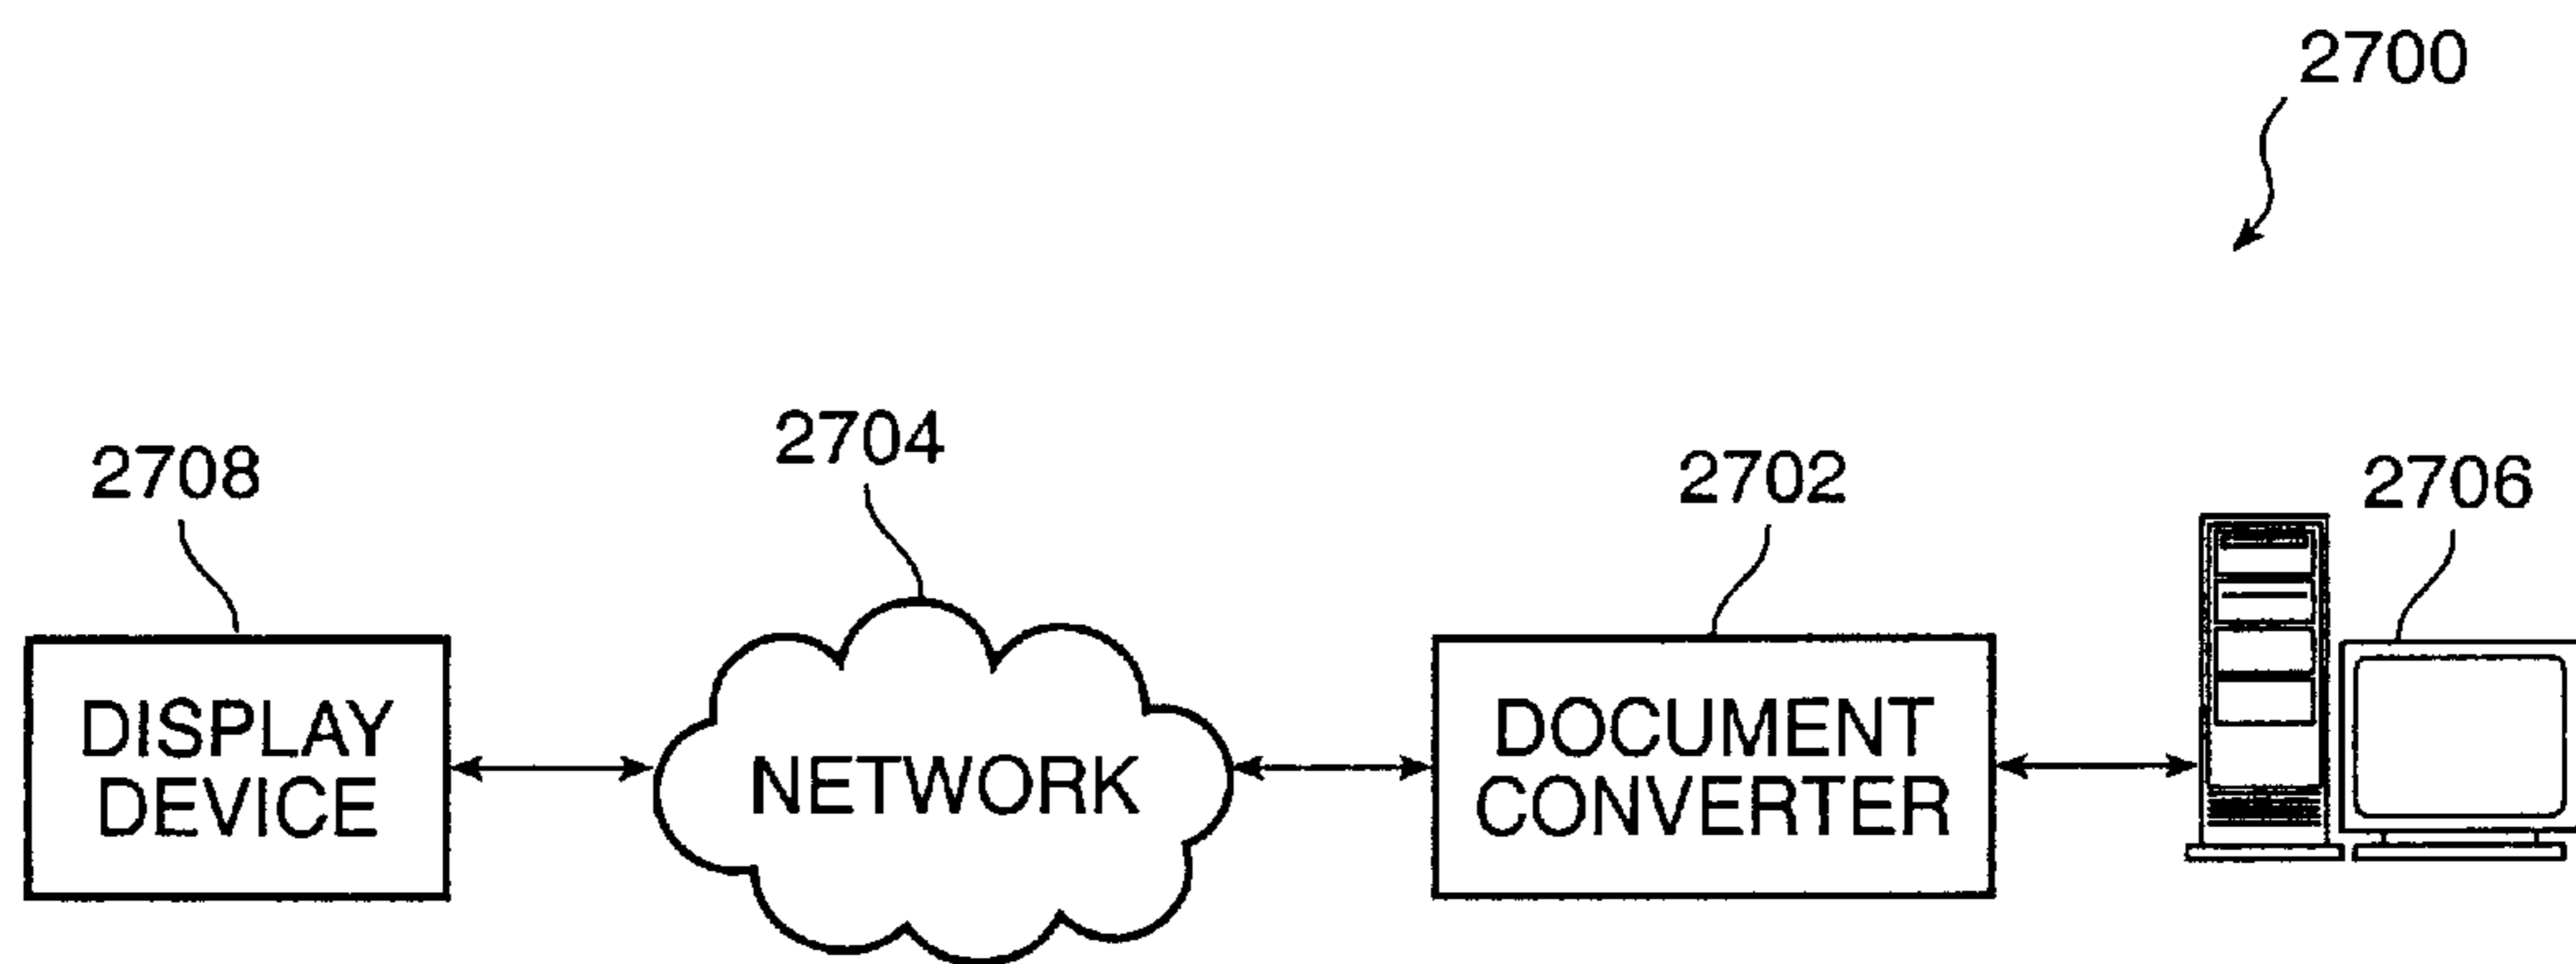 2700
2704
2708
2702
2706
DISPLAY
DEVICE
NETWORK
DOCUMENT
CONVERTER